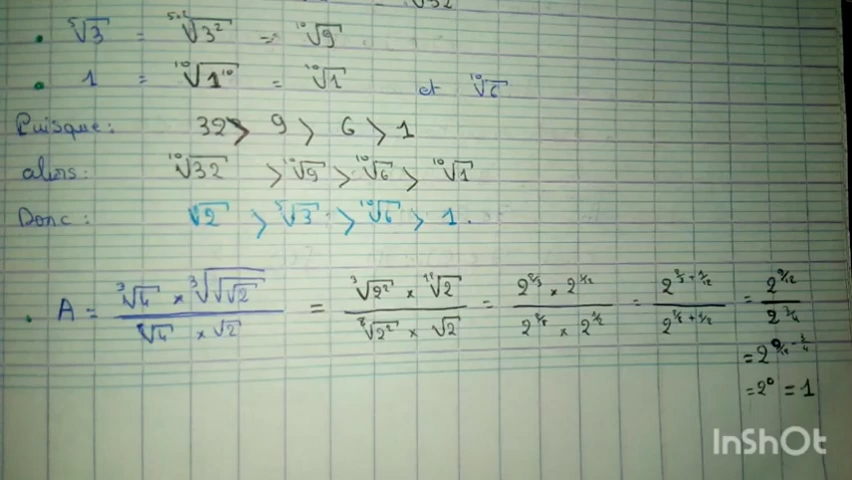 √32
• ⁵√3 = ⁵ˣ²√3² = ¹⁰√9
• 1 = ¹⁰√1¹⁰ = ¹⁰√1 et ¹⁰√6
Puisque : 32 > 9 > 6 > 1
alors : ¹⁰√32 > ¹⁰√9 > ¹⁰√6 > ¹⁰√1
Donc : √2 > ⁵√3 > ¹⁰√6 > 1.
• A = (³√4 × ³√√√2) / (⁸√4 × √2) = (³√2² × ¹²√2) / (⁸√2² × √2) = (2^(2/3) × 2^(1/12)) / (2^(2/8) × 2^(1/2)) = 2^(2/3 + 1/12) / 2^(1/4 + 1/2) = 2^(9/12) / 2^(3/4)
= 2^(9/12 - 3/4)
= 2⁰ = 1
InShOt